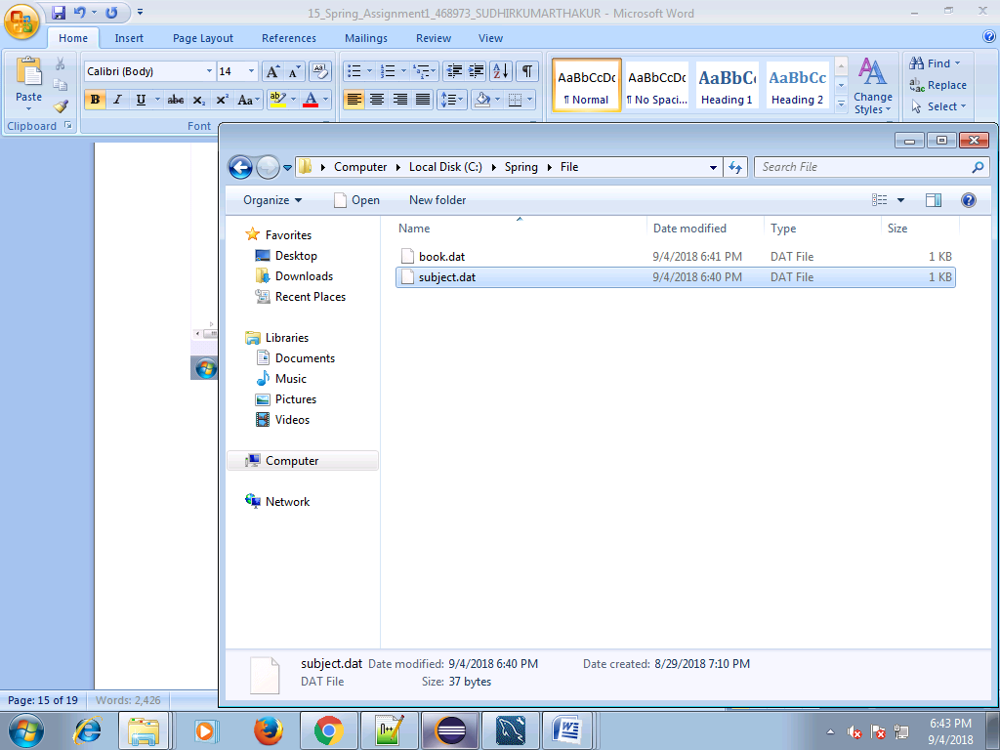 15_Spring_Assignment1_468973_SUDHIRKUMARTHAKUR - Microsoft Word
Home Insert Page Layout References Mailings Review View
Calibri (Body) 14
Paste
Clipboard
B I U abe x₂ x² Aa ab A
Font
A Z
AaBbCcDc AaBbCcDc AaBbC AaBbCc
¶ Normal ¶ No Spaci... Heading 1 Heading 2
Change Styles
Find
Replace
Select
Computer Local Disk (C:) Spring File
Search File
Organize Open New folder
Name Date modified Type Size
book.dat 9/4/2018 6:41 PM DAT File 1 KB
subject.dat 9/4/2018 6:40 PM DAT File 1 KB
Favorites
Desktop
Downloads
Recent Places
Libraries
Documents
Music
Pictures
Videos
Computer
Network
subject.dat Date modified: 9/4/2018 6:40 PM Date created: 8/29/2018 7:10 PM
DAT File Size: 37 bytes
Page: 15 of 19 Words: 2,426
6:43 PM
9/4/2018